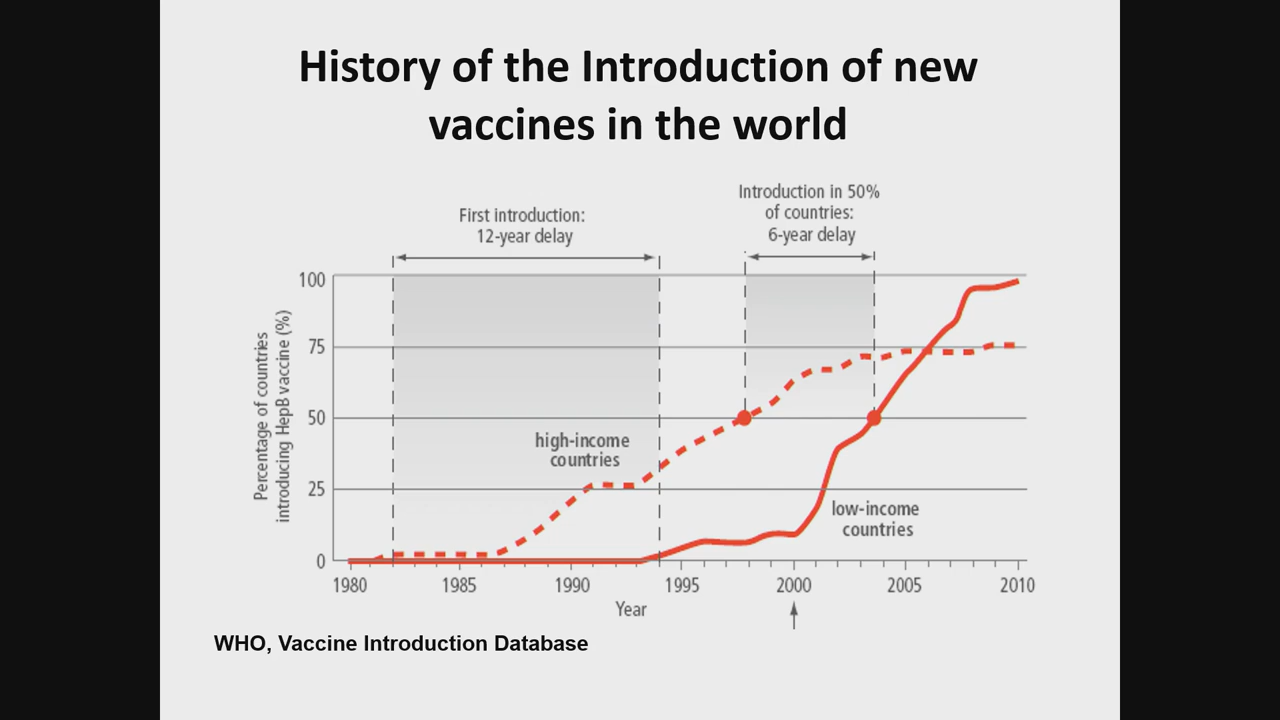 History of the Introduction of new
vaccines in the world
First introduction:
12-year delay
Introduction in 50%
of countries:
6-year delay
Percentage of countries
introducing HepB vaccine (%)
100
75
50
25
0
high-income
countries
low-income
countries
1980 1985 1990 1995 2000 2005 2010
Year
WHO, Vaccine Introduction Database